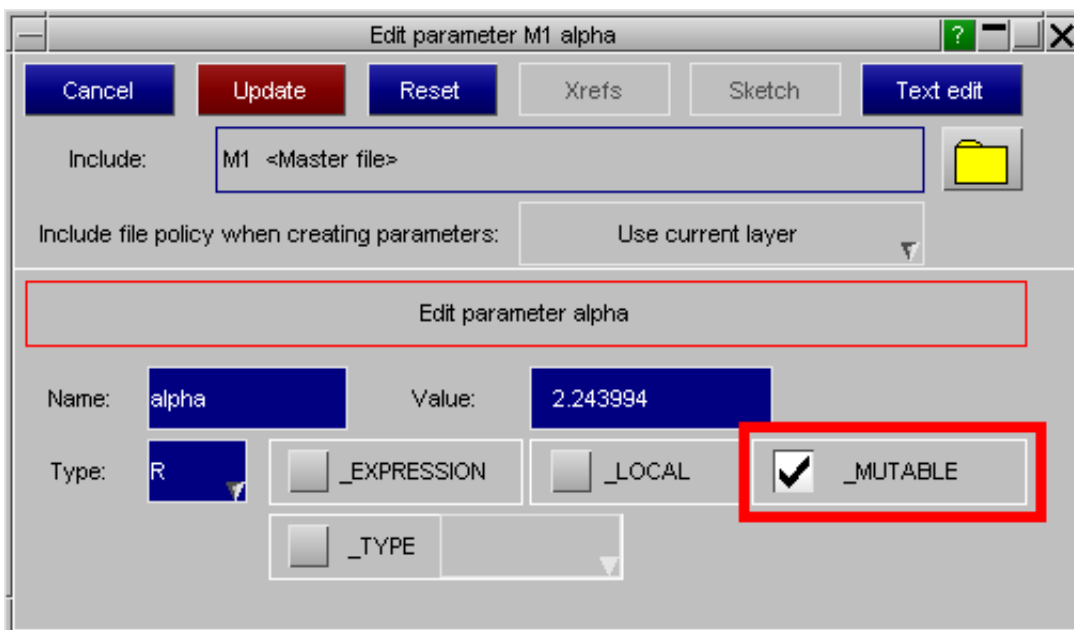 Edit parameter M1 alpha ?
Cancel Update Reset Xrefs Sketch Text edit
Include: M1 <Master file>
Include file policy when creating parameters: Use current layer
Edit parameter alpha
Name: alpha Value: 2.243994
Type: R _EXPRESSION _LOCAL _MUTABLE
_TYPE